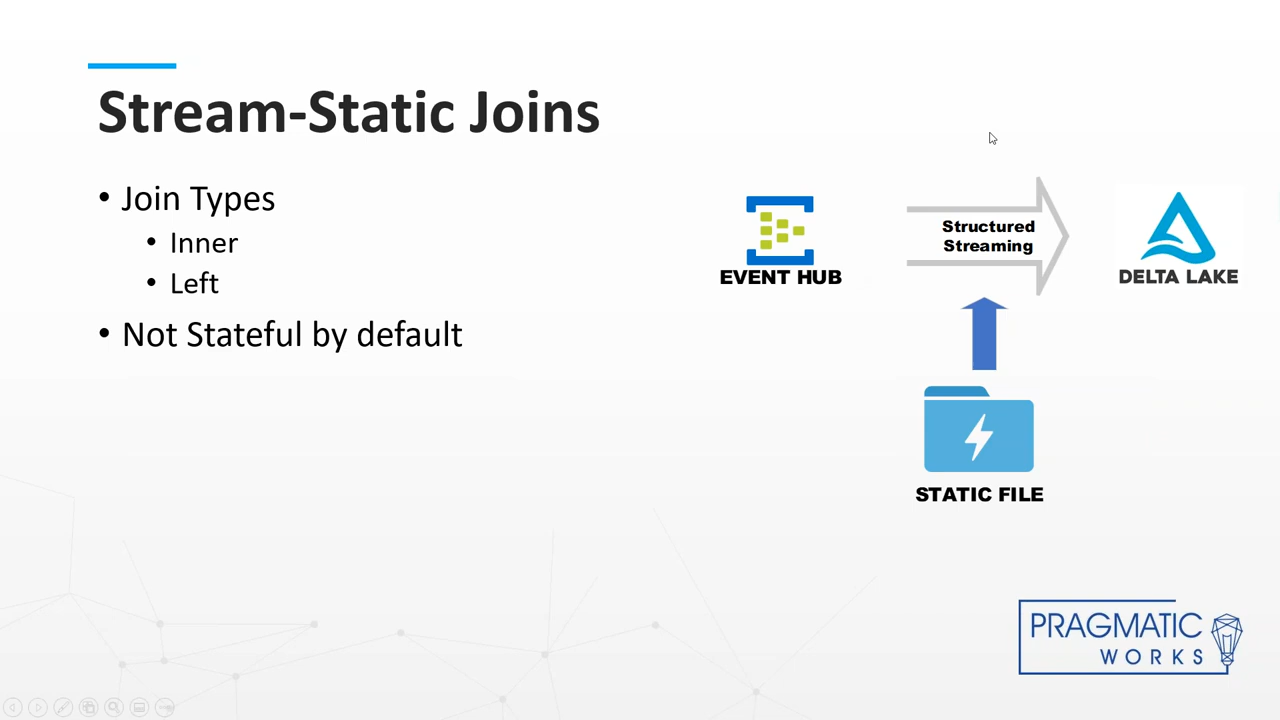 Stream-Static Joins
• Join Types
• Inner
• Left
• Not Stateful by default
EVENT HUB
Structured
Streaming
DELTA LAKE
STATIC FILE
PRAGMATIC
WORKS